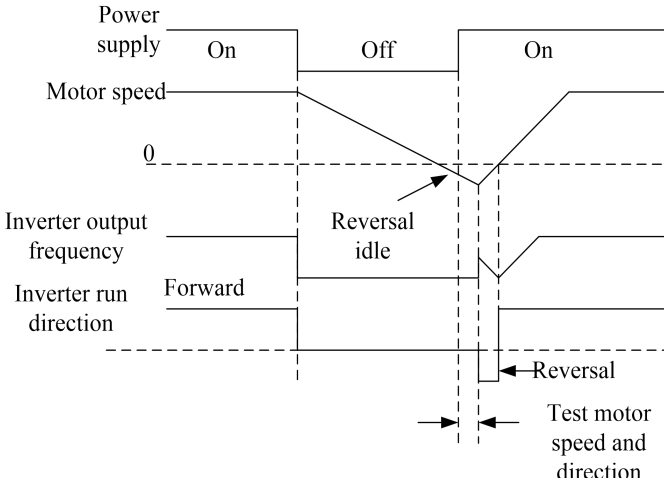 Power
supply
On
Off
On
Motor speed
0
Reversal
idle
Inverter output
frequency
Forward
Inverter run
direction
Reversal
Test motor
speed and
direction